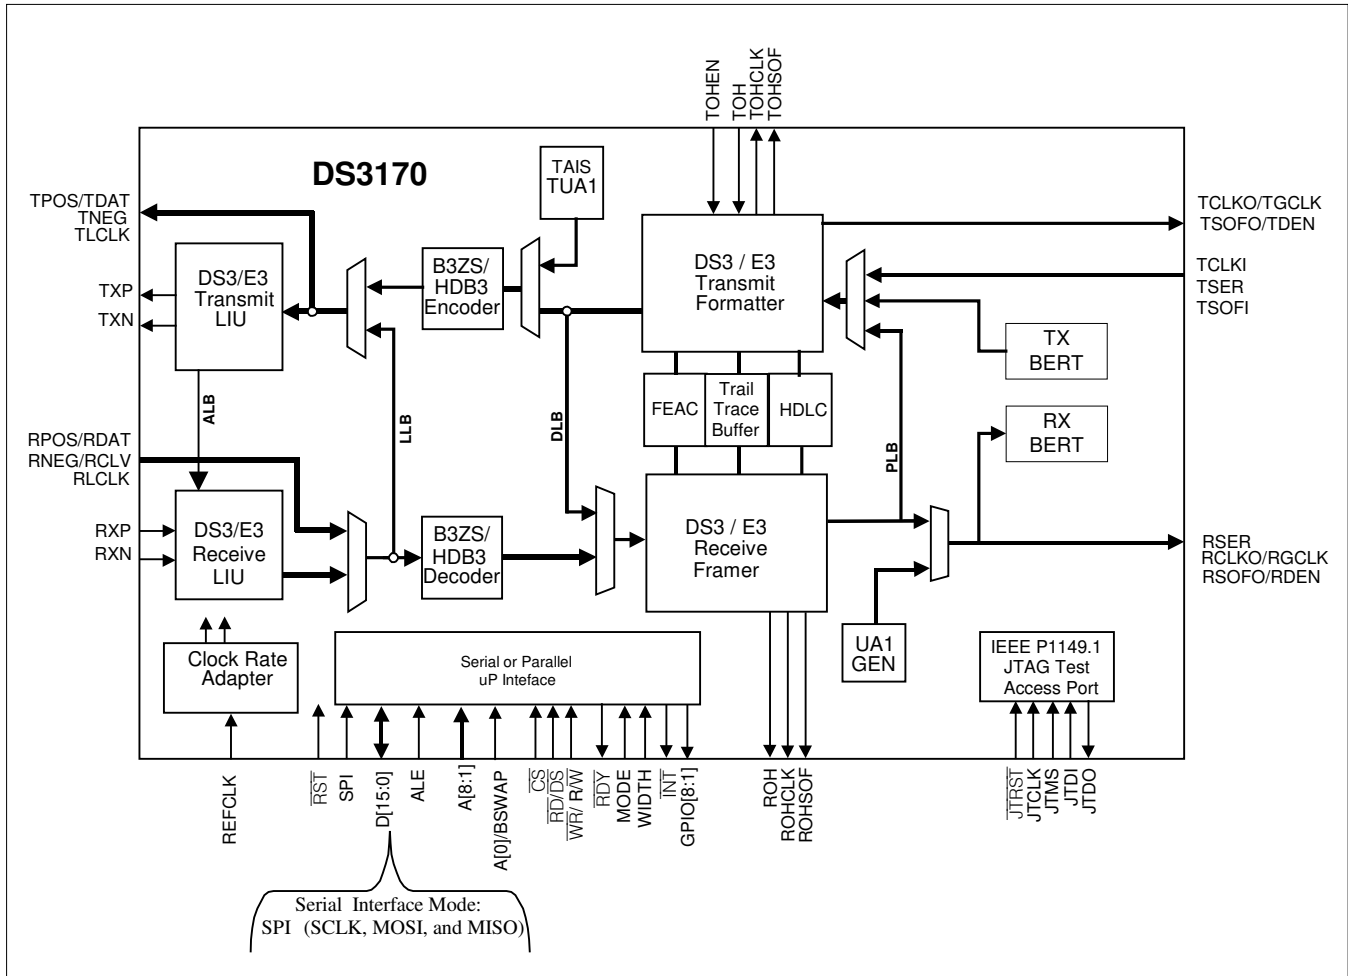 TOHEN
TOH
TOHCLK
TOHSOF
DS3170
TAIS
TUA1
TPOS/TDAT
TNEG
TLCLK
TCLKO/TGCLK
TSOFO/TDEN
DS3/E3
Transmit
LIU
B3ZS/
HDB3
Encoder
DS3 / E3
Transmit
Formatter
TCLKI
TSER
TSOFI
TXP
TXN
TX
BERT
FEAC
Trail
Trace
Buffer
HDLC
ALB
LLB
DLB
PLB
RX
BERT
RPOS/RDAT
RNEG/RCLV
RLCLK
RXP
RXN
DS3/E3
Receive
LIU
B3ZS/
HDB3
Decoder
DS3 / E3
Receive
Framer
RSER
RCLKO/RGCLK
RSOFO/RDEN
Clock Rate
Adapter
Serial or Parallel
uP Inteface
UA1
GEN
IEEE P1149.1
JTAG Test
Access Port
REFCLK
RST
SPI
D[15:0]
ALE
A[8:1]
A[0]/BSWAP
CS
RD/DS
WR/ R/W
RDY
MODE
WIDTH
INT
GPIO[8:1]
ROH
ROHCLK
ROHSOF
JTRST
JTCLK
JTMS
JTDI
JTDO
Serial Interface Mode:
SPI (SCLK, MOSI, and MISO)